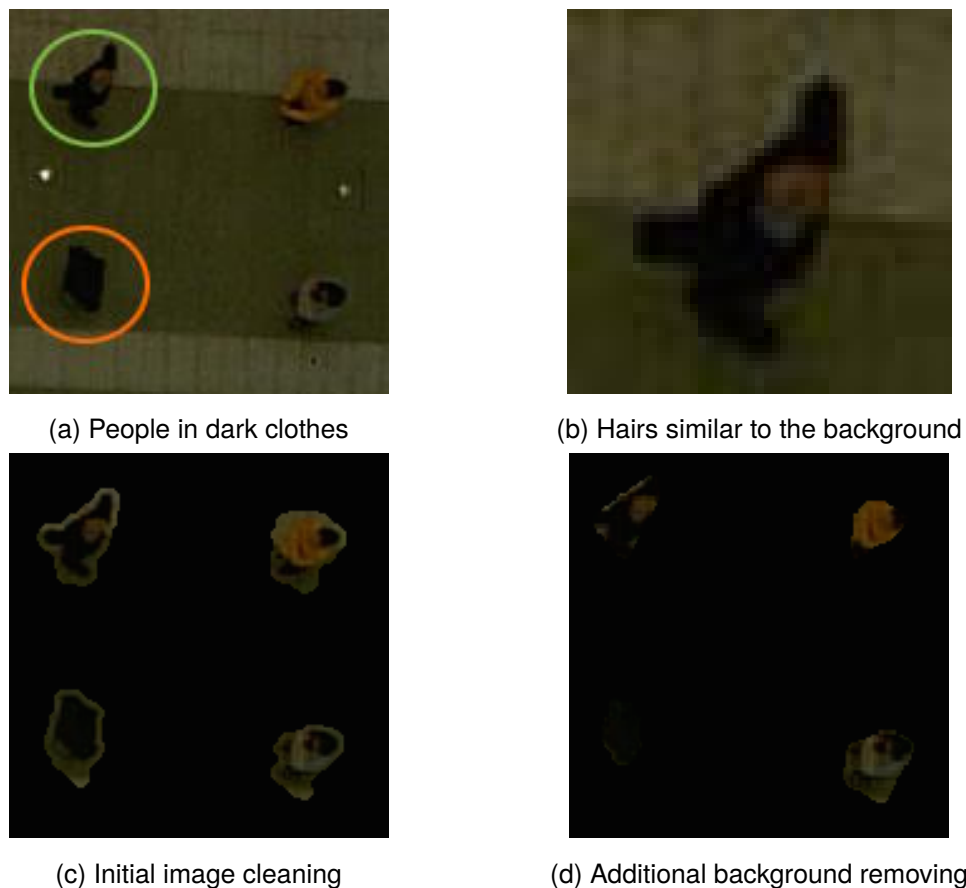 (a) People in dark clothes
(b) Hairs similar to the background
(c) Initial image cleaning
(d) Additional background removing